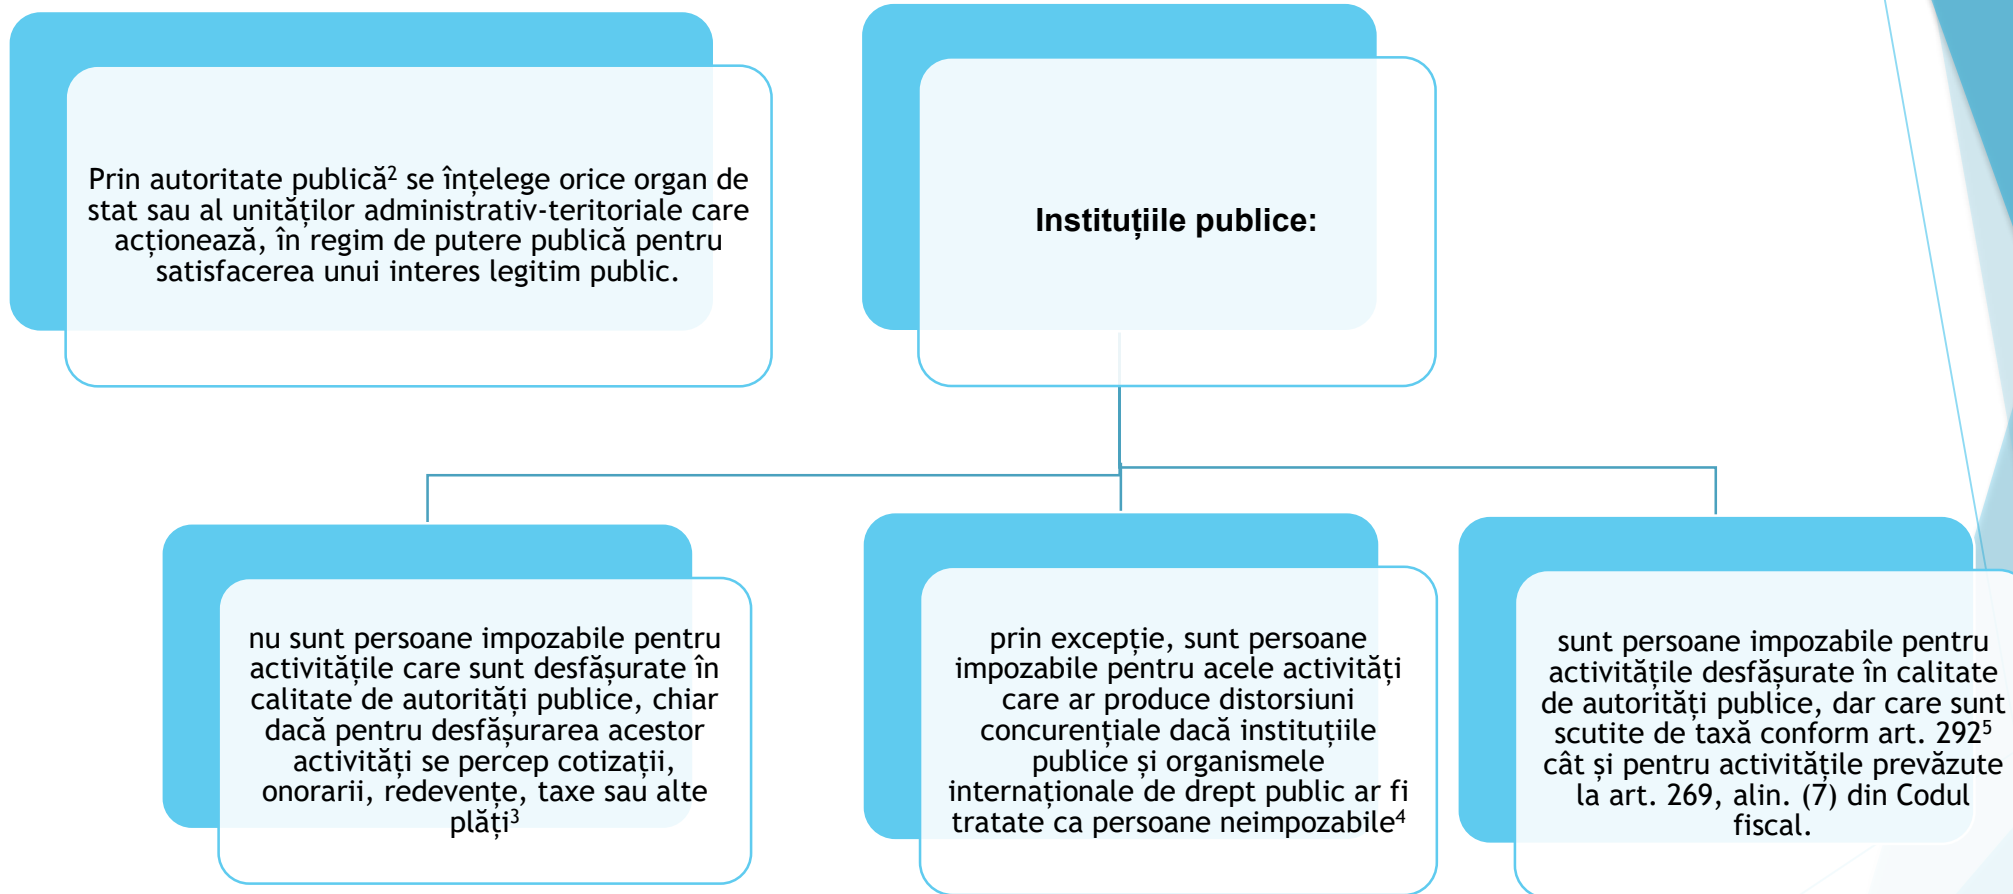 Prin autoritate publică² se înțelege orice organ de
stat sau al unităților administrativ-teritoriale care
acționează, în regim de putere publică pentru
satisfacerea unui interes legitim public.
Instituțiile publice:
nu sunt persoane impozabile pentru
activitățile care sunt desfășurate în
calitate de autorități publice, chiar
dacă pentru desfășurarea acestor
activități se percep cotizații,
onorarii, redevențe, taxe sau alte
plăți³
prin excepție, sunt persoane
impozabile pentru acele activități
care ar produce distorsiuni
concurențiale dacă instituțiile
publice și organismele
internaționale de drept public ar fi
tratate ca persoane neimpozabile⁴
sunt persoane impozabile pentru
activitățile desfășurate în calitate
de autorități publice, dar care sunt
scutite de taxă conform art. 292⁵
cât și pentru activitățile prevăzute
la art. 269, alin. (7) din Codul
fiscal.